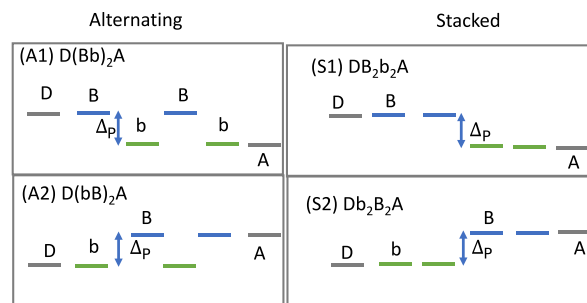 Alternating
Stacked
(A1) D(Bb)₂A
D B B
Δₚ b b
A
(S1) DB₂b₂A
D B
Δₚ
A
(A2) D(bB)₂A
B
D b Δₚ A
(S2) Db₂B₂A
B
D b Δₚ A